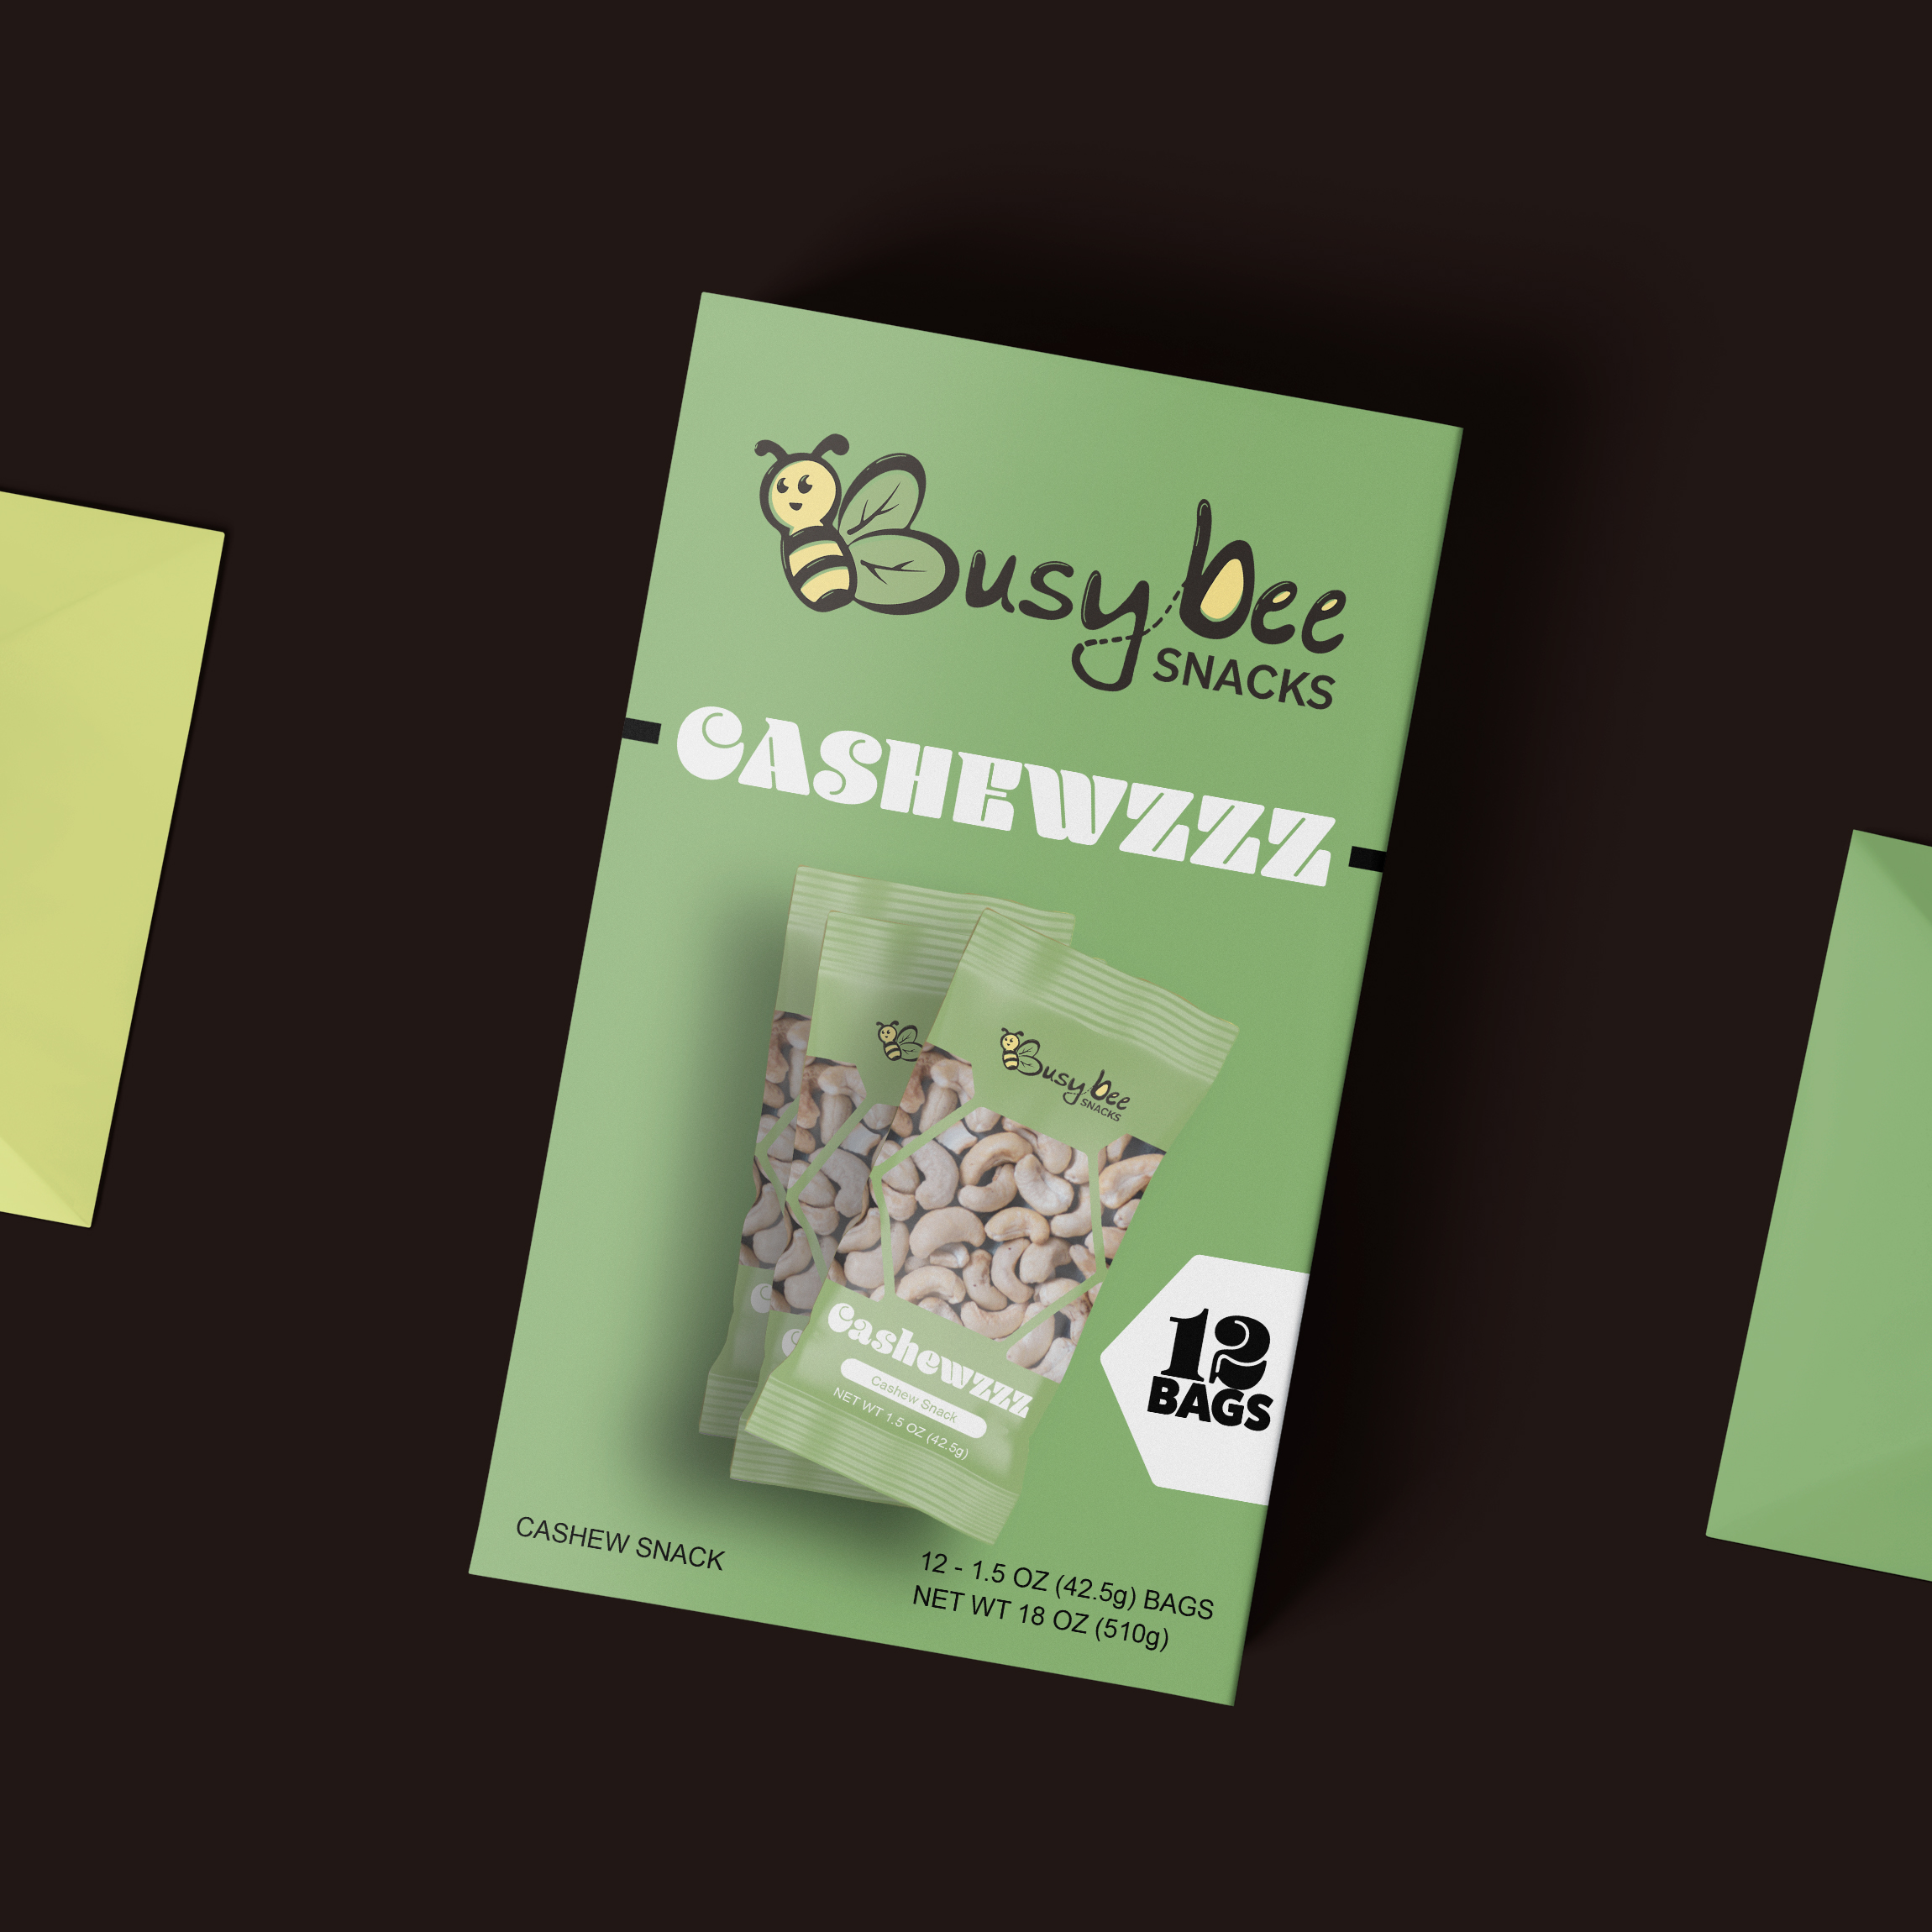 Busy bee
SNACKS
CASHEWZZZ
Busy bee
SNACKS
Cashewzzz
Cashew Snack
NET WT 1.5 OZ (42.5g)
C
C
12
BAGS
CASHEW SNACK
12 - 1.5 OZ (42.5g) BAGS
NET WT 18 OZ (510g)